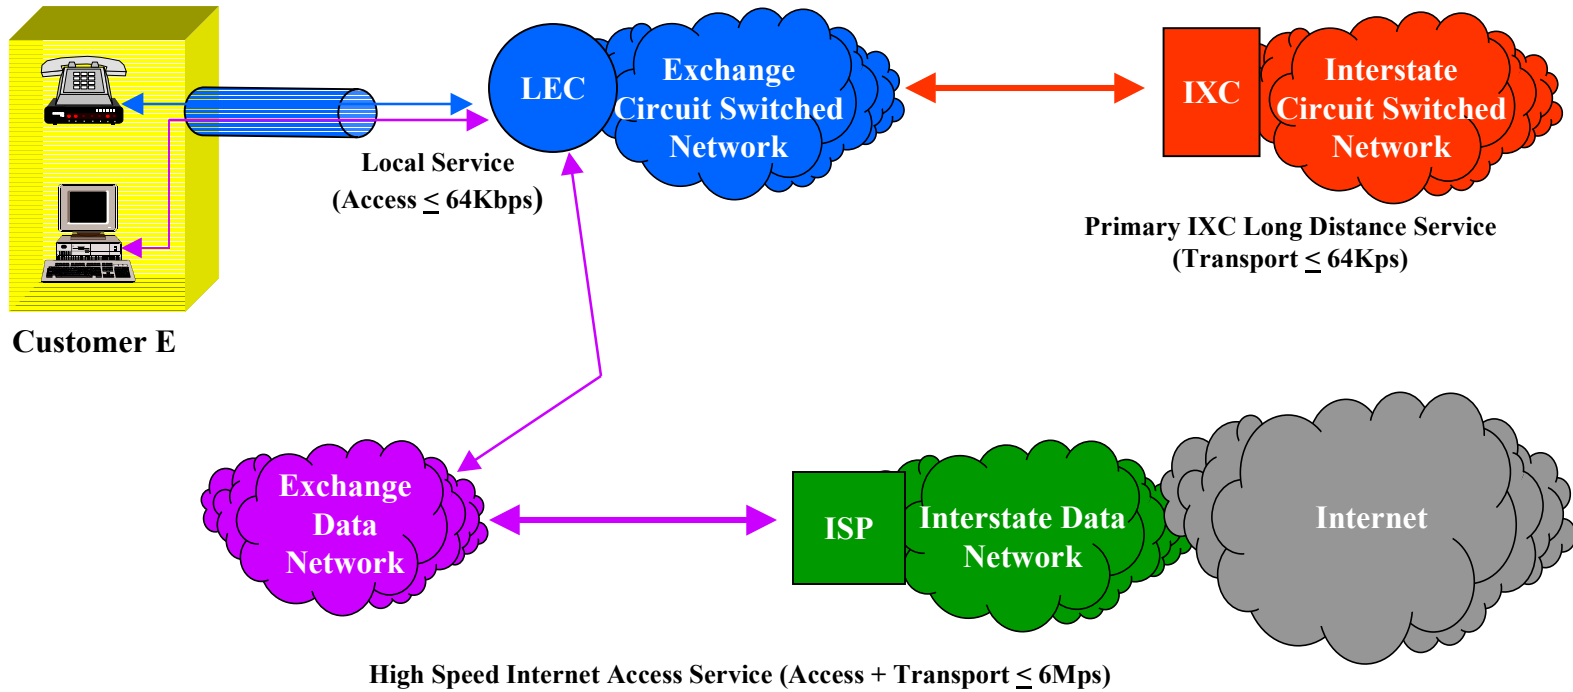 LEC
Exchange
Circuit Switched
Network
IXC
Interstate
Circuit Switched
Network
Local Service
(Access ≤ 64Kbps)
Primary IXC Long Distance Service
(Transport ≤ 64Kps)
Customer E
Exchange
Data
Network
ISP
Interstate Data
Network
Internet
High Speed Internet Access Service (Access + Transport ≤ 6Mps)